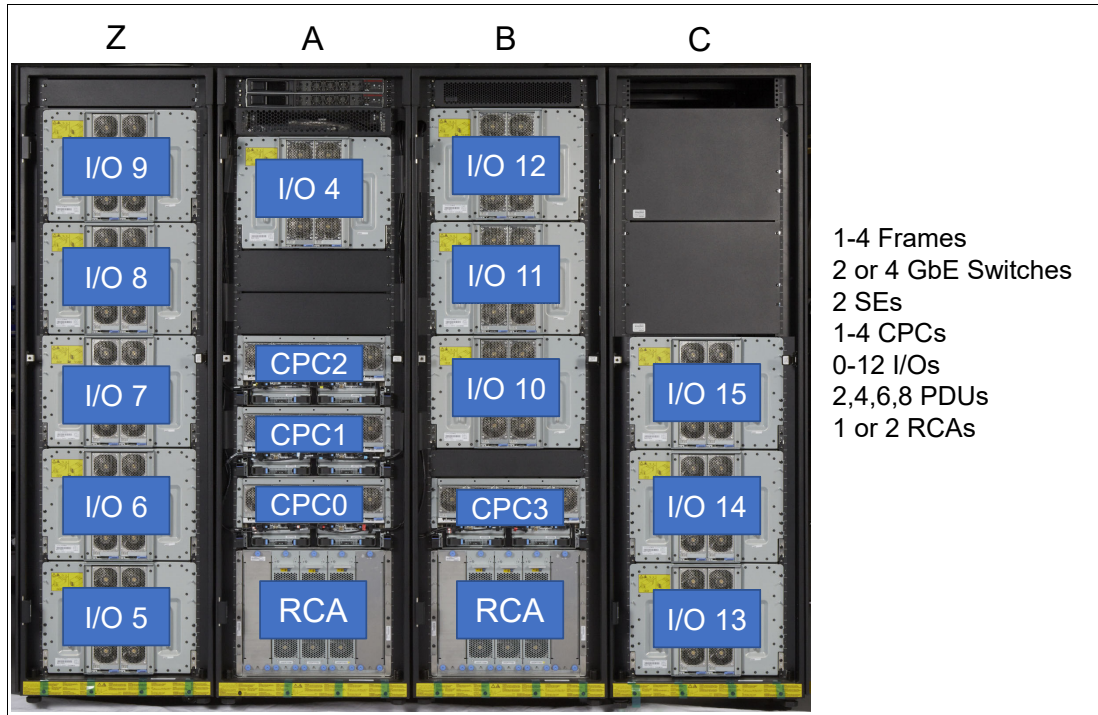 Z
A
B
C
I/O 9
I/O 8
I/O 7
I/O 6
I/O 5
I/O 4
CPC2
CPC1
CPC0
RCA
I/O 12
I/O 11
I/O 10
CPC3
RCA
I/O 15
I/O 14
I/O 13
1-4 Frames
2 or 4 GbE Switches
2 SEs
1-4 CPCs
0-12 I/Os
2,4,6,8 PDUs
1 or 2 RCAs